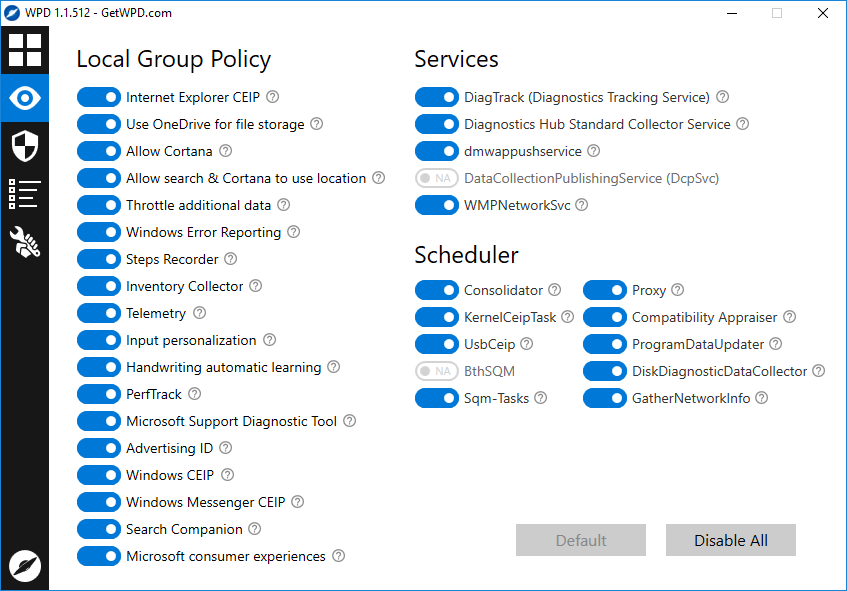 WPD 1.1.512 - GetWPD.com
Local Group Policy
Internet Explorer CEIP ?
Use OneDrive for file storage ?
Allow Cortana ?
Allow search & Cortana to use location ?
Throttle additional data ?
Windows Error Reporting ?
Steps Recorder ?
Inventory Collector ?
Telemetry ?
Input personalization ?
Handwriting automatic learning ?
PerfTrack ?
Microsoft Support Diagnostic Tool ?
Advertising ID ?
Windows CEIP ?
Windows Messenger CEIP ?
Search Companion ?
Microsoft consumer experiences ?
Services
DiagTrack (Diagnostics Tracking Service) ?
Diagnostics Hub Standard Collector Service ?
dmwappushservice ?
NA DataCollectionPublishingService (DcpSvc)
WMPNetworkSvc ?
Scheduler
Consolidator ?
KernelCeipTask ?
UsbCeip ?
NA BthSQM
Sqm-Tasks ?
Proxy ?
Compatibility Appraiser ?
ProgramDataUpdater ?
DiskDiagnosticDataCollector ?
GatherNetworkInfo ?
Default
Disable All